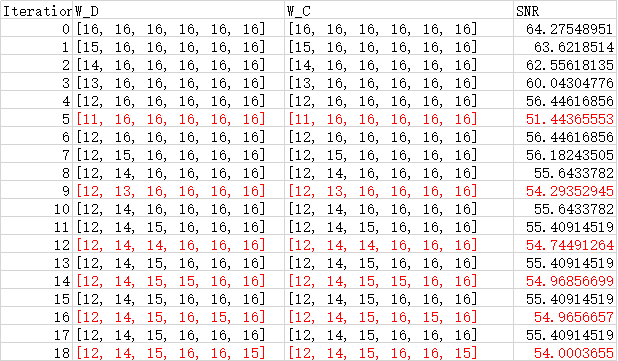 Iteration W_D W_C SNR
0 [16, 16, 16, 16, 16, 16] [16, 16, 16, 16, 16, 16] 64.27548951
1 [15, 16, 16, 16, 16, 16] [15, 16, 16, 16, 16, 16] 63.6218514
2 [14, 16, 16, 16, 16, 16] [14, 16, 16, 16, 16, 16] 62.55618135
3 [13, 16, 16, 16, 16, 16] [13, 16, 16, 16, 16, 16] 60.04304776
4 [12, 16, 16, 16, 16, 16] [12, 16, 16, 16, 16, 16] 56.44616856
5 [11, 16, 16, 16, 16, 16] [11, 16, 16, 16, 16, 16] 51.44365553
6 [12, 16, 16, 16, 16, 16] [12, 16, 16, 16, 16, 16] 56.44616856
7 [12, 15, 16, 16, 16, 16] [12, 15, 16, 16, 16, 16] 56.18243505
8 [12, 14, 16, 16, 16, 16] [12, 14, 16, 16, 16, 16] 55.6433782
9 [12, 13, 16, 16, 16, 16] [12, 13, 16, 16, 16, 16] 54.29352945
10 [12, 14, 16, 16, 16, 16] [12, 14, 16, 16, 16, 16] 55.6433782
11 [12, 14, 15, 16, 16, 16] [12, 14, 15, 16, 16, 16] 55.40914519
12 [12, 14, 14, 16, 16, 16] [12, 14, 14, 16, 16, 16] 54.74491264
13 [12, 14, 15, 16, 16, 16] [12, 14, 15, 16, 16, 16] 55.40914519
14 [12, 14, 15, 15, 16, 16] [12, 14, 15, 15, 16, 16] 54.96856699
15 [12, 14, 15, 16, 16, 16] [12, 14, 15, 16, 16, 16] 55.40914519
16 [12, 14, 15, 16, 15, 16] [12, 14, 15, 16, 15, 16] 54.9656657
17 [12, 14, 15, 16, 16, 16] [12, 14, 15, 16, 16, 16] 55.40914519
18 [12, 14, 15, 16, 16, 15] [12, 14, 15, 16, 16, 15] 54.0003655